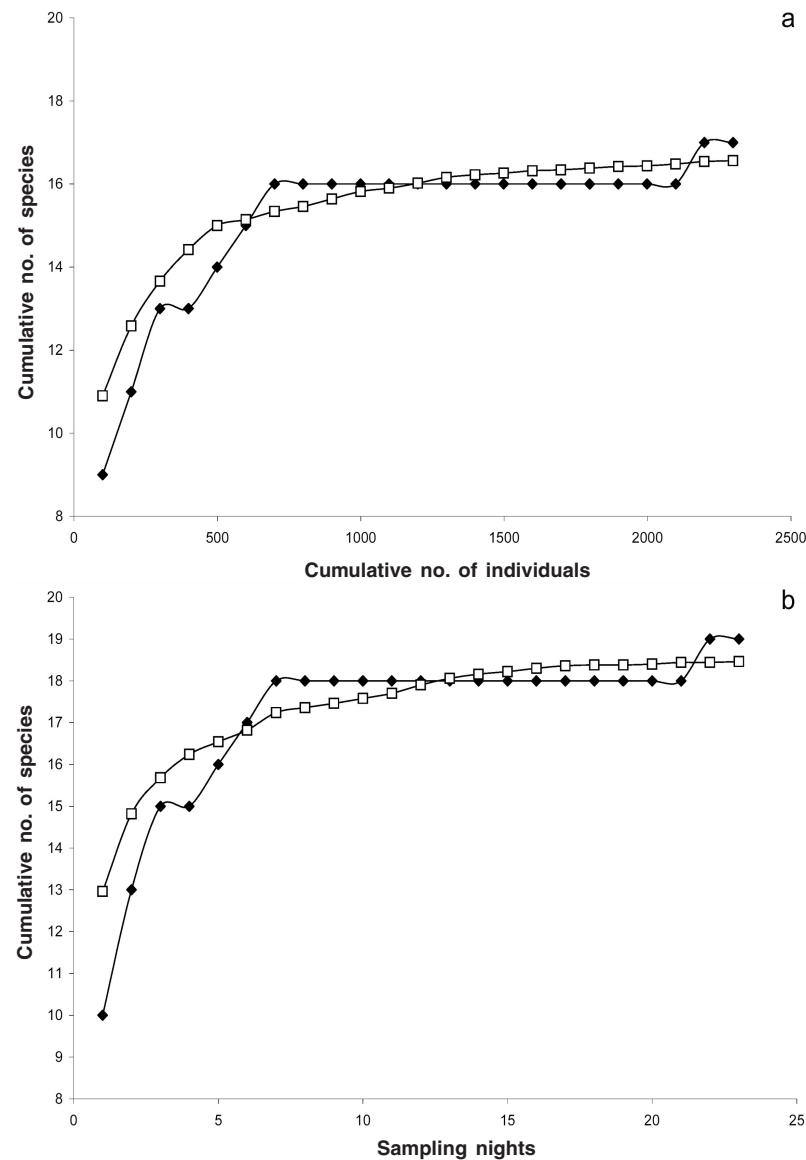 a
20
18
16
14
12
10
8
Cumulative no. of species
0 500 1000 1500 2000 2500
Cumulative no. of individuals
b
20
19
18
17
16
15
14
13
12
11
10
9
8
Cumulative no. of species
0 5 10 15 20 25
Sampling nights